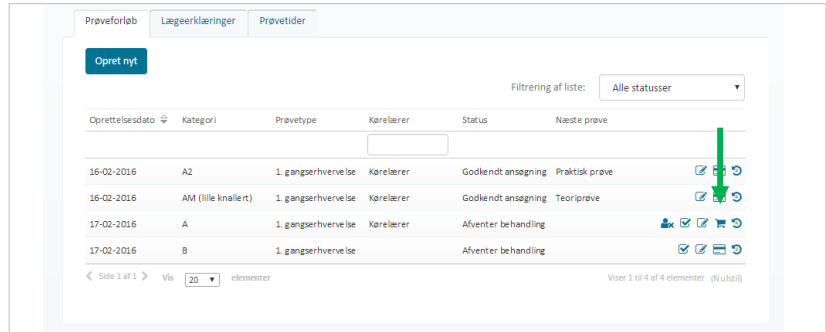 Prøveforløb Lægeerklæringer Prøvetider
Opret nyt
Filtrering af liste: Alle statusser
Oprettelsesdato Kategori Prøvetype Kørelærer Status Næste prøve
16-02-2016 A2 1. gangserhvervelse Kørelærer Godkendt ansøgning Praktisk prøve
16-02-2016 AM (lille knallert) 1. gangserhvervelse Kørelærer Godkendt ansøgning Teoriprøve
17-02-2016 A 1. gangserhvervelse Kørelærer Afventer behandling
17-02-2016 B 1. gangserhvervelse Afventer behandling
Side 1 af 1 Vis 20 elementer Viser 1 til 4 af 4 elementer (Nulstil)